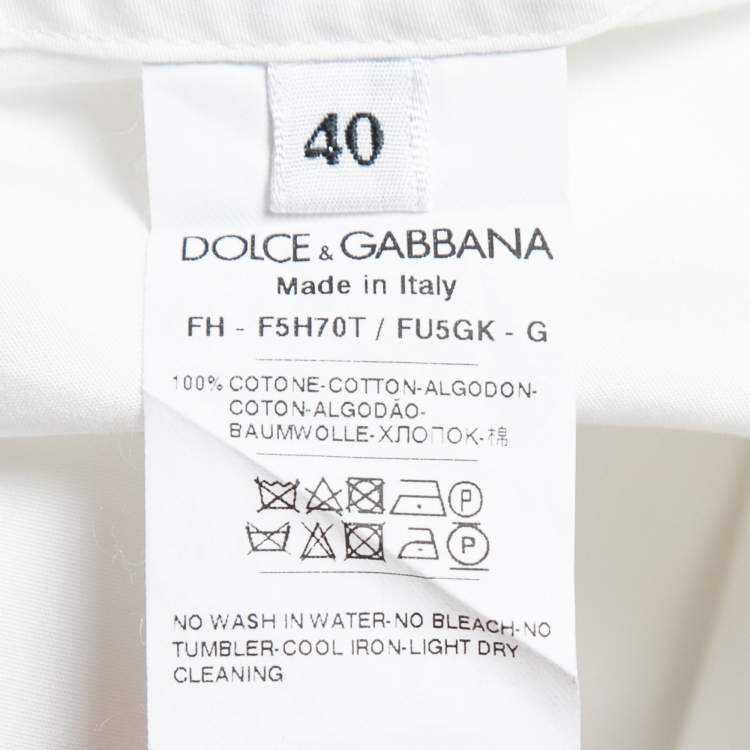 40
DOLCE & GABBANA
Made in Italy
FH - F5H70T / FU5GK - G
100% COTONE-COTTON-ALGODON-
COTON-ALGODÃO-
BAUMWOLLE-ХЛОПОК-棉
P
P
NO WASH IN WATER-NO BLEACH-NO
TUMBLER-COOL IRON-LIGHT DRY
CLEANING